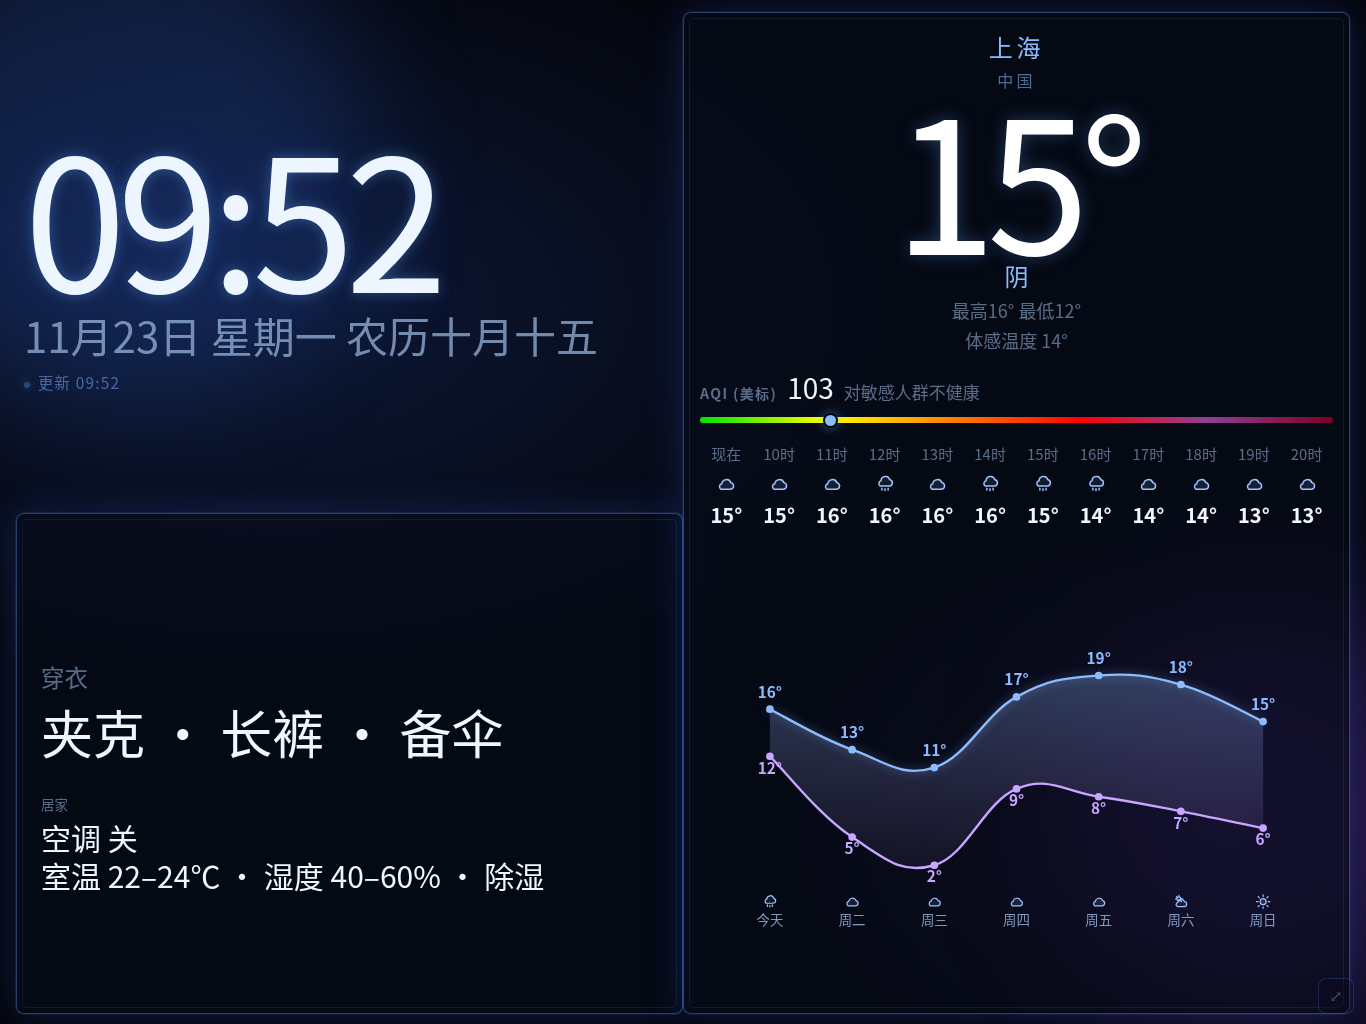 09:52
11月23日 星期一 农历十月十五
更新 09:52
穿衣
夹克 • 长裤 • 备伞
居家
空调 关
室温 22–24°C • 湿度 40–60% • 除湿
上海
中国
15°
阴
最高16° 最低12°
体感温度 14°
AQI (美标) 103 对敏感人群不健康
现在 10时 11时 12时 13时 14时 15时 16时 17时 18时 19时 20时
15° 15° 16° 16° 16° 16° 15° 14° 14° 14° 13° 13°
16° 13° 11° 17° 19° 18° 15°
12° 5° 2° 9° 8° 7° 6°
今天 周二 周三 周四 周五 周六 周日